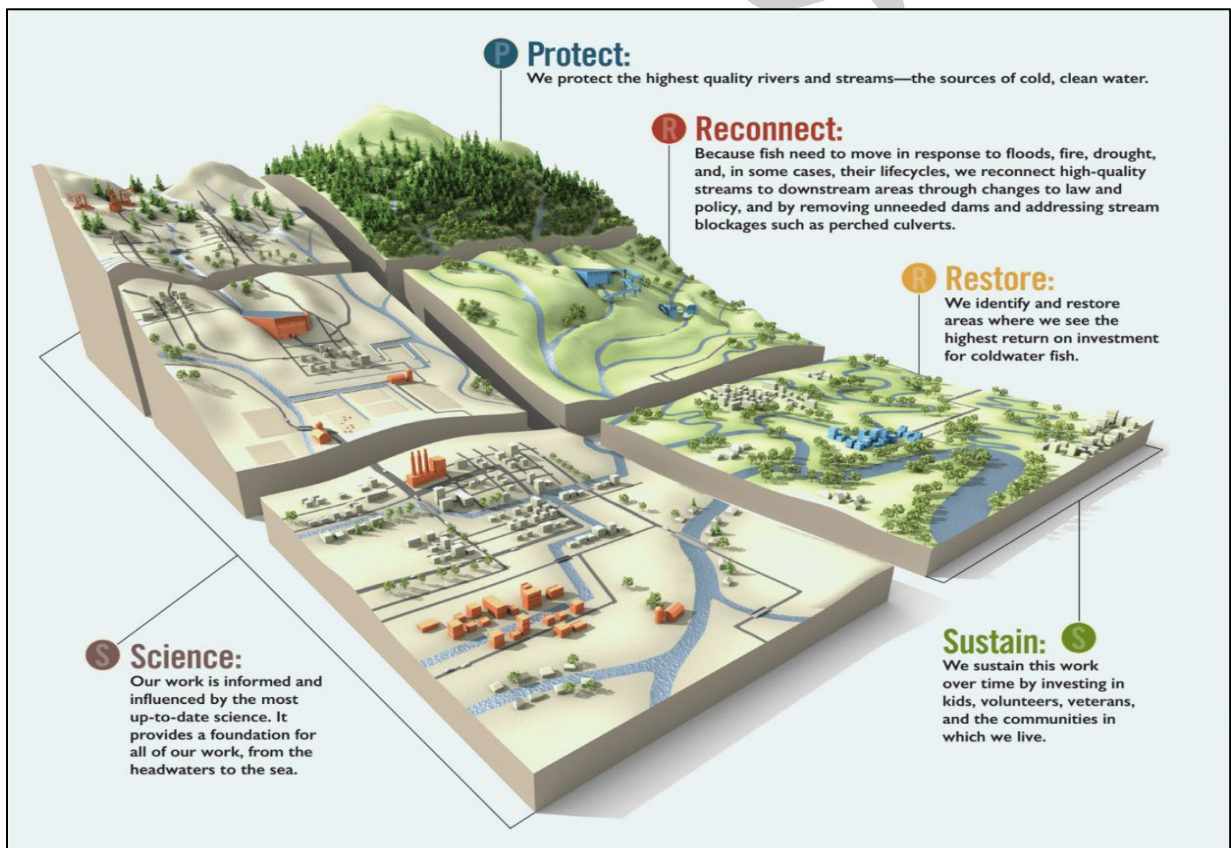 P Protect:
We protect the highest quality rivers and streams—the sources of cold, clean water.
R Reconnect:
Because fish need to move in response to floods, fire, drought,
and, in some cases, their lifecycles, we reconnect high-quality
streams to downstream areas through changes to law and
policy, and by removing unneeded dams and addressing stream
blockages such as perched culverts.
R Restore:
We identify and restore
areas where we see the
highest return on investment
for coldwater fish.
S Science:
Our work is informed and
influenced by the most
up-to-date science. It
provides a foundation for
all of our work, from the
headwaters to the sea.
Sustain: S
We sustain this work
over time by investing in
kids, volunteers, veterans,
and the communities in
which we live.